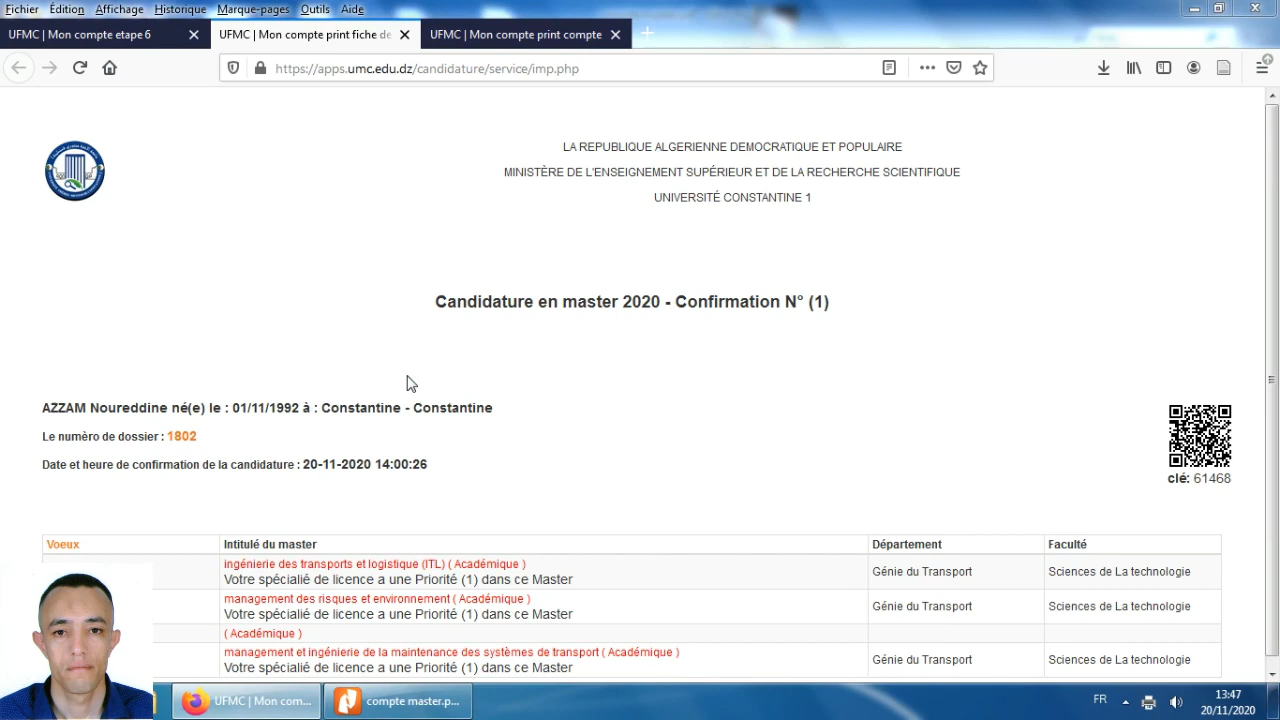 Fichier Édition Affichage Historique Marque-pages Outils Aide
UFMC | Mon compte etape 6
UFMC | Mon compte print fiche de
UFMC | Mon compte print compte
https://apps.umc.edu.dz/candidature/service/imp.php
LA REPUBLIQUE ALGERIENNE DEMOCRATIQUE ET POPULAIRE
MINISTÈRE DE L'ENSEIGNEMENT SUPÉRIEUR ET DE LA RECHERCHE SCIENTIFIQUE
UNIVERSITÉ CONSTANTINE 1
Candidature en master 2020 - Confirmation N° (1)
AZZAM Noureddine né(e) le : 01/11/1992 à : Constantine - Constantine
Le numèro de dossier : 1802
Date et heure de confirmation de la candidature : 20-11-2020 14:00:26
clé: 61468
Voeux Intitulé du master Département Faculté
ingénierie des transports et logistique (ITL) ( Académique )
Votre spécialié de licence a une Priorité (1) dans ce Master
Génie du Transport Sciences de La technologie
management des risques et environnement ( Académique )
Votre spécialié de licence a une Priorité (1) dans ce Master
Génie du Transport Sciences de La technologie
( Académique )
management et ingénierie de la maintenance des systèmes de transport ( Académique )
Votre spécialié de licence a une Priorité (1) dans ce Master
Génie du Transport Sciences de La technologie
UFMC | Mon com...
compte master.p...
FR
13:47
20/11/2020